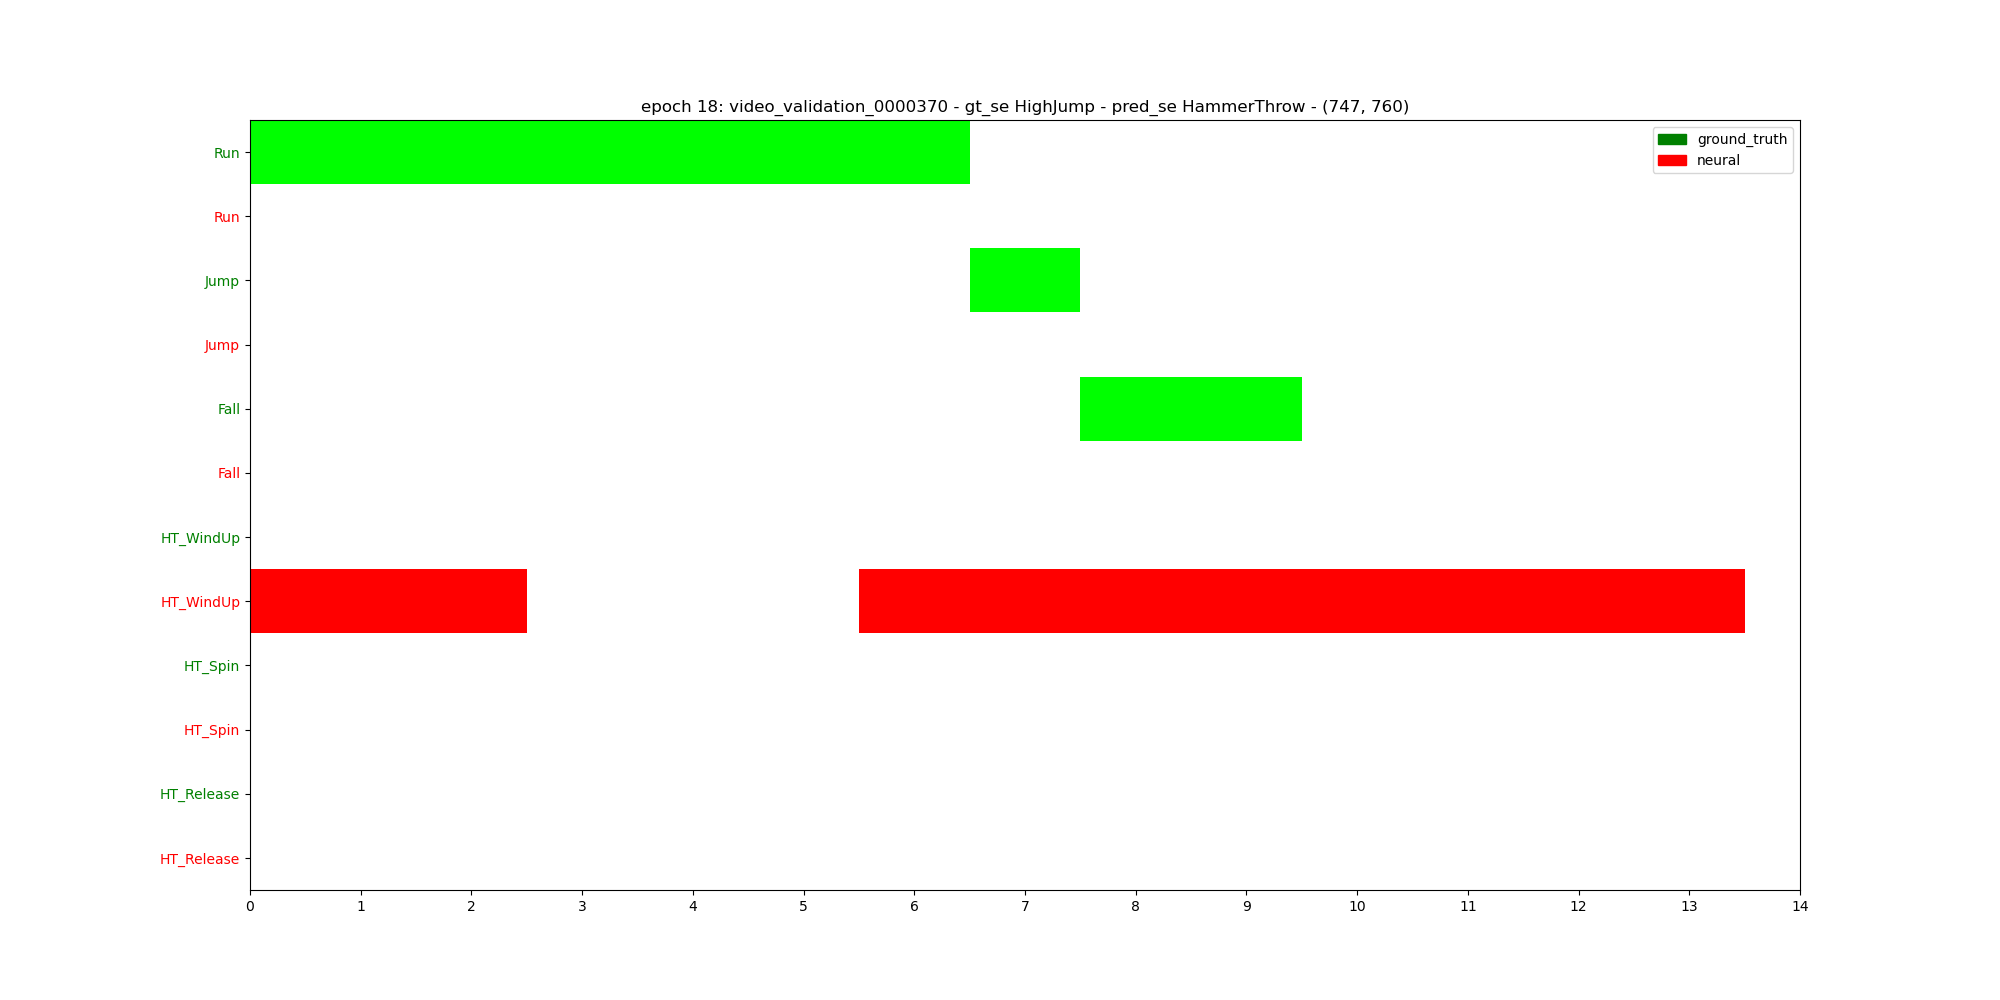 epoch 18: video_validation_0000370 - gt_se HighJump - pred_se HammerThrow - (747, 760)
ground_truth
neural
Run
Run
Jump
Jump
Fall
Fall
HT_WindUp
HT_WindUp
HT_Spin
HT_Spin
HT_Release
HT_Release
0 1 2 3 4 5 6 7 8 9 10 11 12 13 14